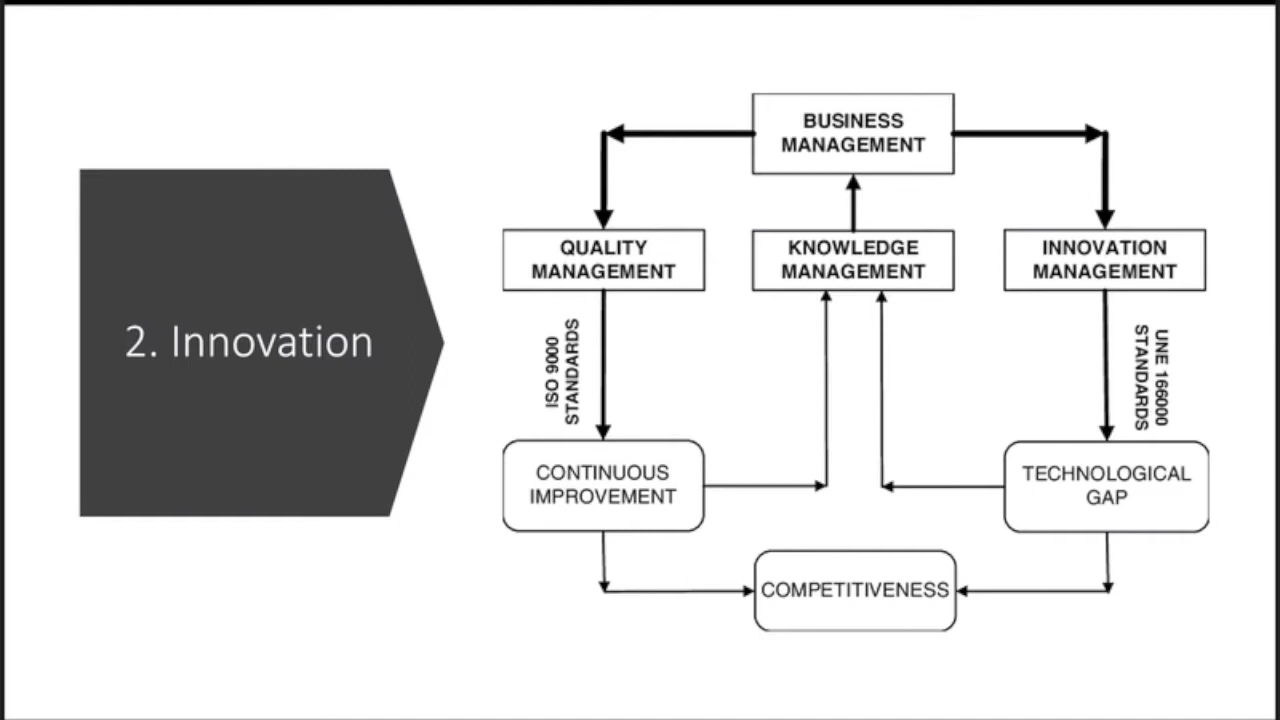 2. Innovation
BUSINESS
MANAGEMENT
QUALITY
MANAGEMENT
KNOWLEDGE
MANAGEMENT
INNOVATION
MANAGEMENT
ISO 9000
STANDARDS
UNE 166000
STANDARDS
CONTINUOUS
IMPROVEMENT
TECHNOLOGICAL
GAP
COMPETITIVENESS